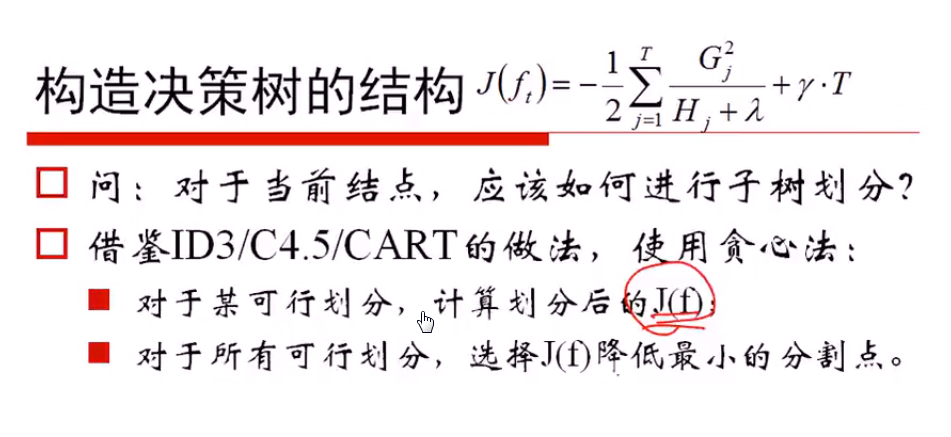 构造决策树的结构 J(f_t) = -\frac{1}{2}\sum_{j=1}^{T}\frac{G_j^2}{H_j+\lambda}+\gamma\cdot T
问：对于当前结点，应该如何进行子树划分？
借鉴ID3/C4.5/CART的做法，使用贪心法：
对于某可行划分，计算划分后的J(f)；
对于所有可行划分，选择J(f)降低最小的分割点。